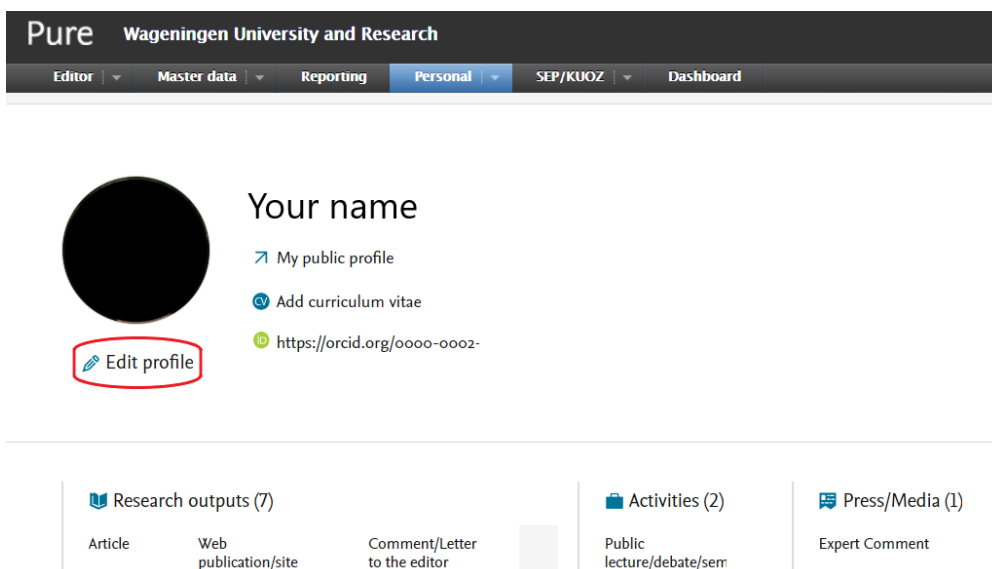 Pure Wageningen University and Research
Editor Master data Reporting Personal SEP/KUOZ Dashboard
Your name
My public profile
CV Add curriculum vitae
iD https://orcid.org/0000-0002-
Edit profile
Research outputs (7) Activities (2) Press/Media (1)
Article Web Comment/Letter Public Expert Comment
publication/site to the editor lecture/debate/sem